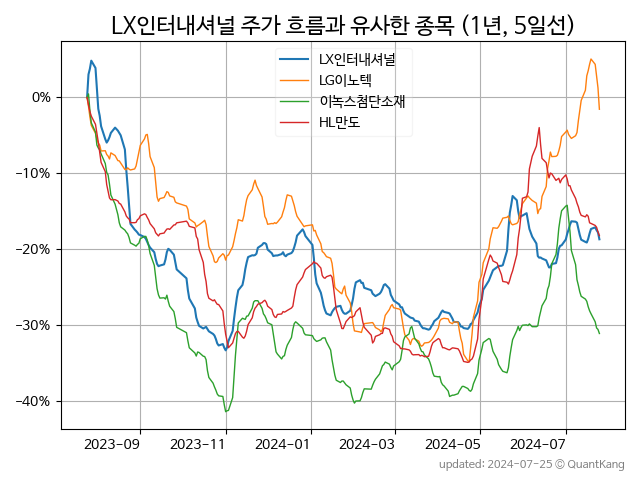 LX인터내셔널 주가 흐름과 유사한 종목 (1년, 5일선)
LX인터내셔널
LG이노텍
이녹스첨단소재
HL만도
0%
-10%
-20%
-30%
-40%
2023-09 2023-11 2024-01 2024-03 2024-05 2024-07
updated: 2024-07-25 © QuantKang